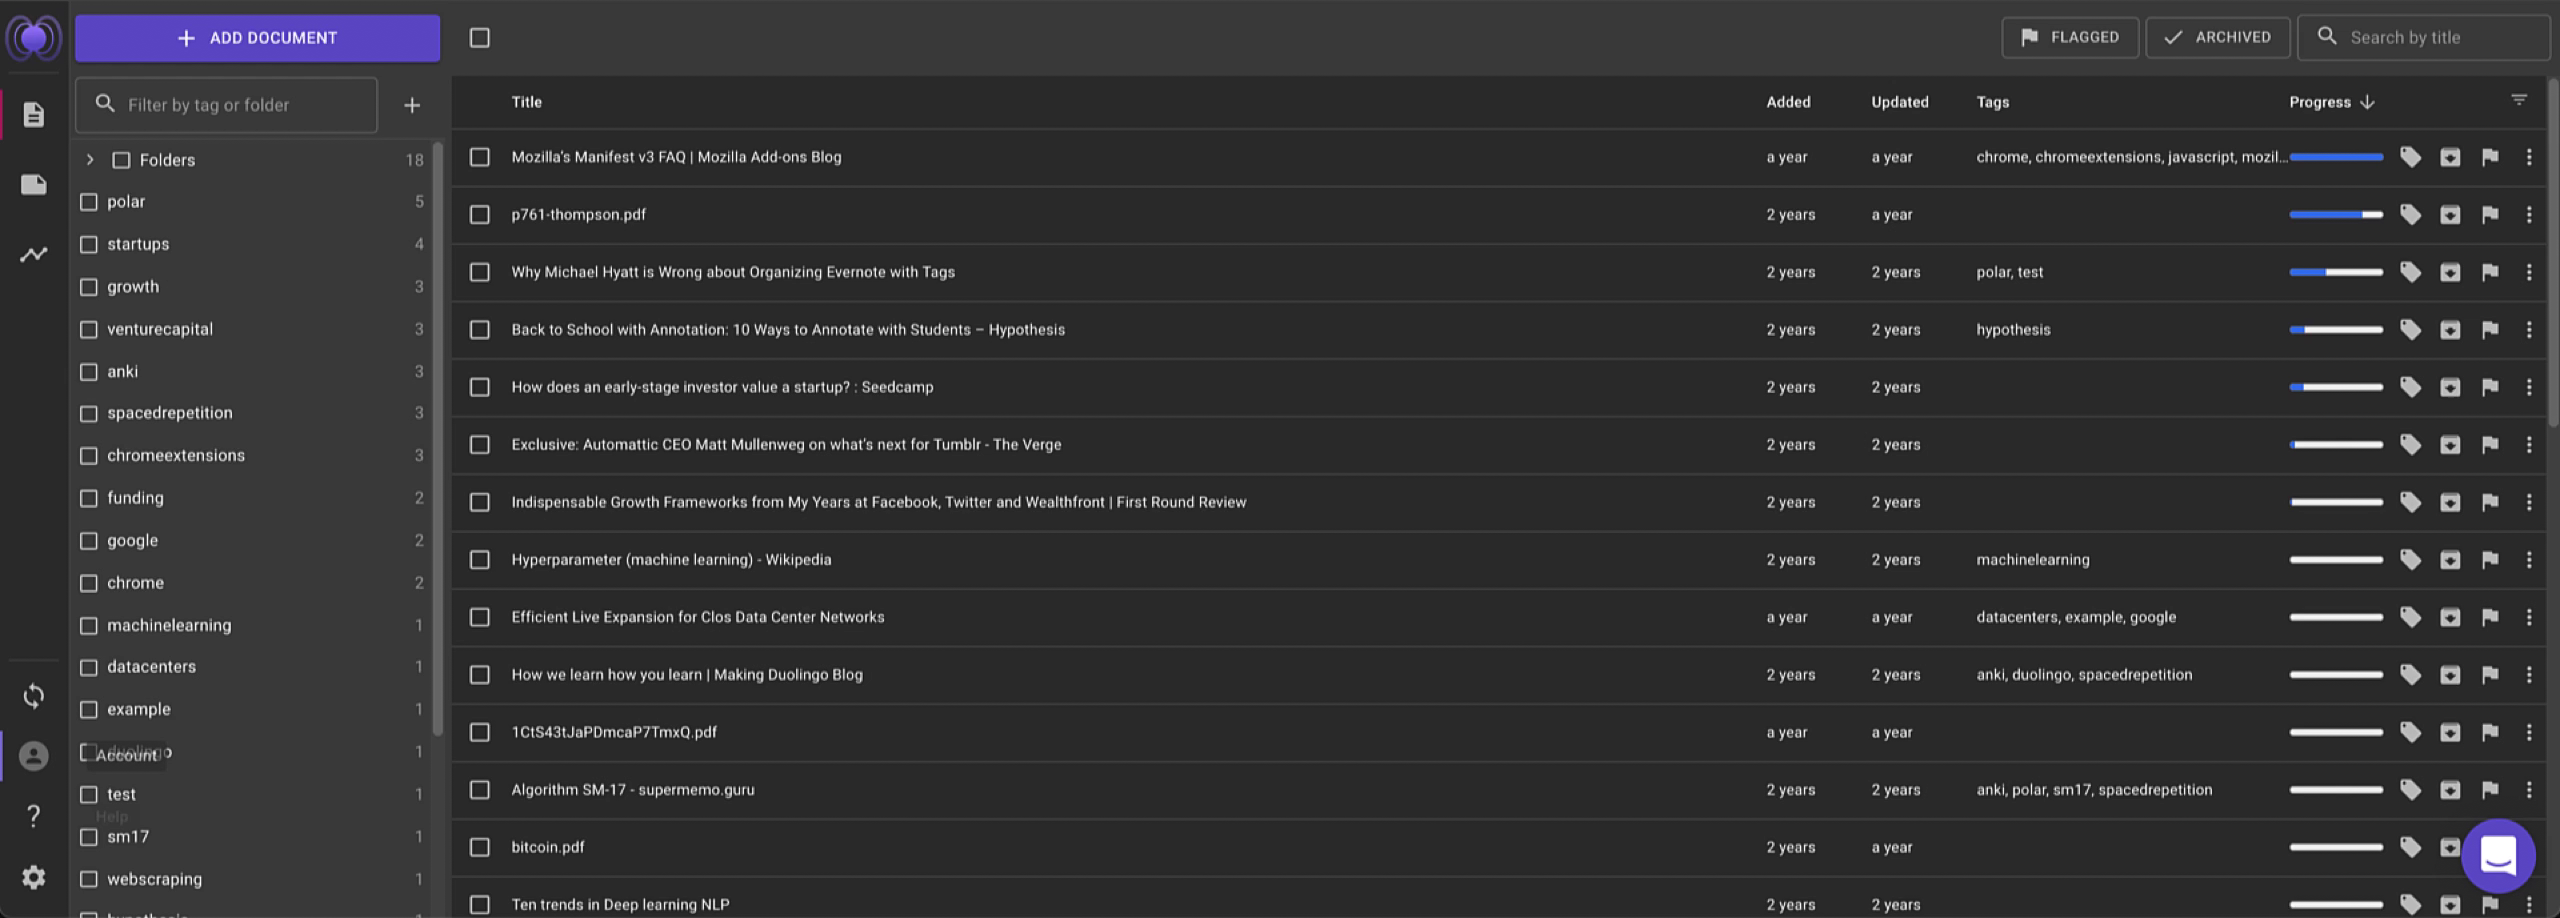 ADD DOCUMENT
FLAGGED
ARCHIVED
Search by title
Filter by tag or folder
Folders 18
polar 5
startups 4
growth 3
venturecapital 3
anki 3
spacedrepetition 3
chromeextensions 3
funding 2
google 2
chrome 2
machinelearning 1
datacenters 1
example 1
duolingo 1
Account
test 1
Help
sm17 1
webscraping 1
Title Added Updated Tags Progress
Mozilla's Manifest v3 FAQ | Mozilla Add-ons Blog a year a year chrome, chromeextensions, javascript, mozil...
p761-thompson.pdf 2 years a year
Why Michael Hyatt is Wrong about Organizing Evernote with Tags 2 years 2 years polar, test
Back to School with Annotation: 10 Ways to Annotate with Students – Hypothesis 2 years 2 years hypothesis
How does an early-stage investor value a startup? : Seedcamp 2 years 2 years
Exclusive: Automattic CEO Matt Mullenweg on what's next for Tumblr - The Verge 2 years 2 years
Indispensable Growth Frameworks from My Years at Facebook, Twitter and Wealthfront | First Round Review 2 years 2 years
Hyperparameter (machine learning) - Wikipedia 2 years 2 years machinelearning
Efficient Live Expansion for Clos Data Center Networks a year a year datacenters, example, google
How we learn how you learn | Making Duolingo Blog 2 years 2 years anki, duolingo, spacedrepetition
1CtS43tJaPDmcaP7TmxQ.pdf a year a year
Algorithm SM-17 - supermemo.guru 2 years 2 years anki, polar, sm17, spacedrepetition
bitcoin.pdf 2 years a year
Ten trends in Deep learning NLP 2 years 2 years